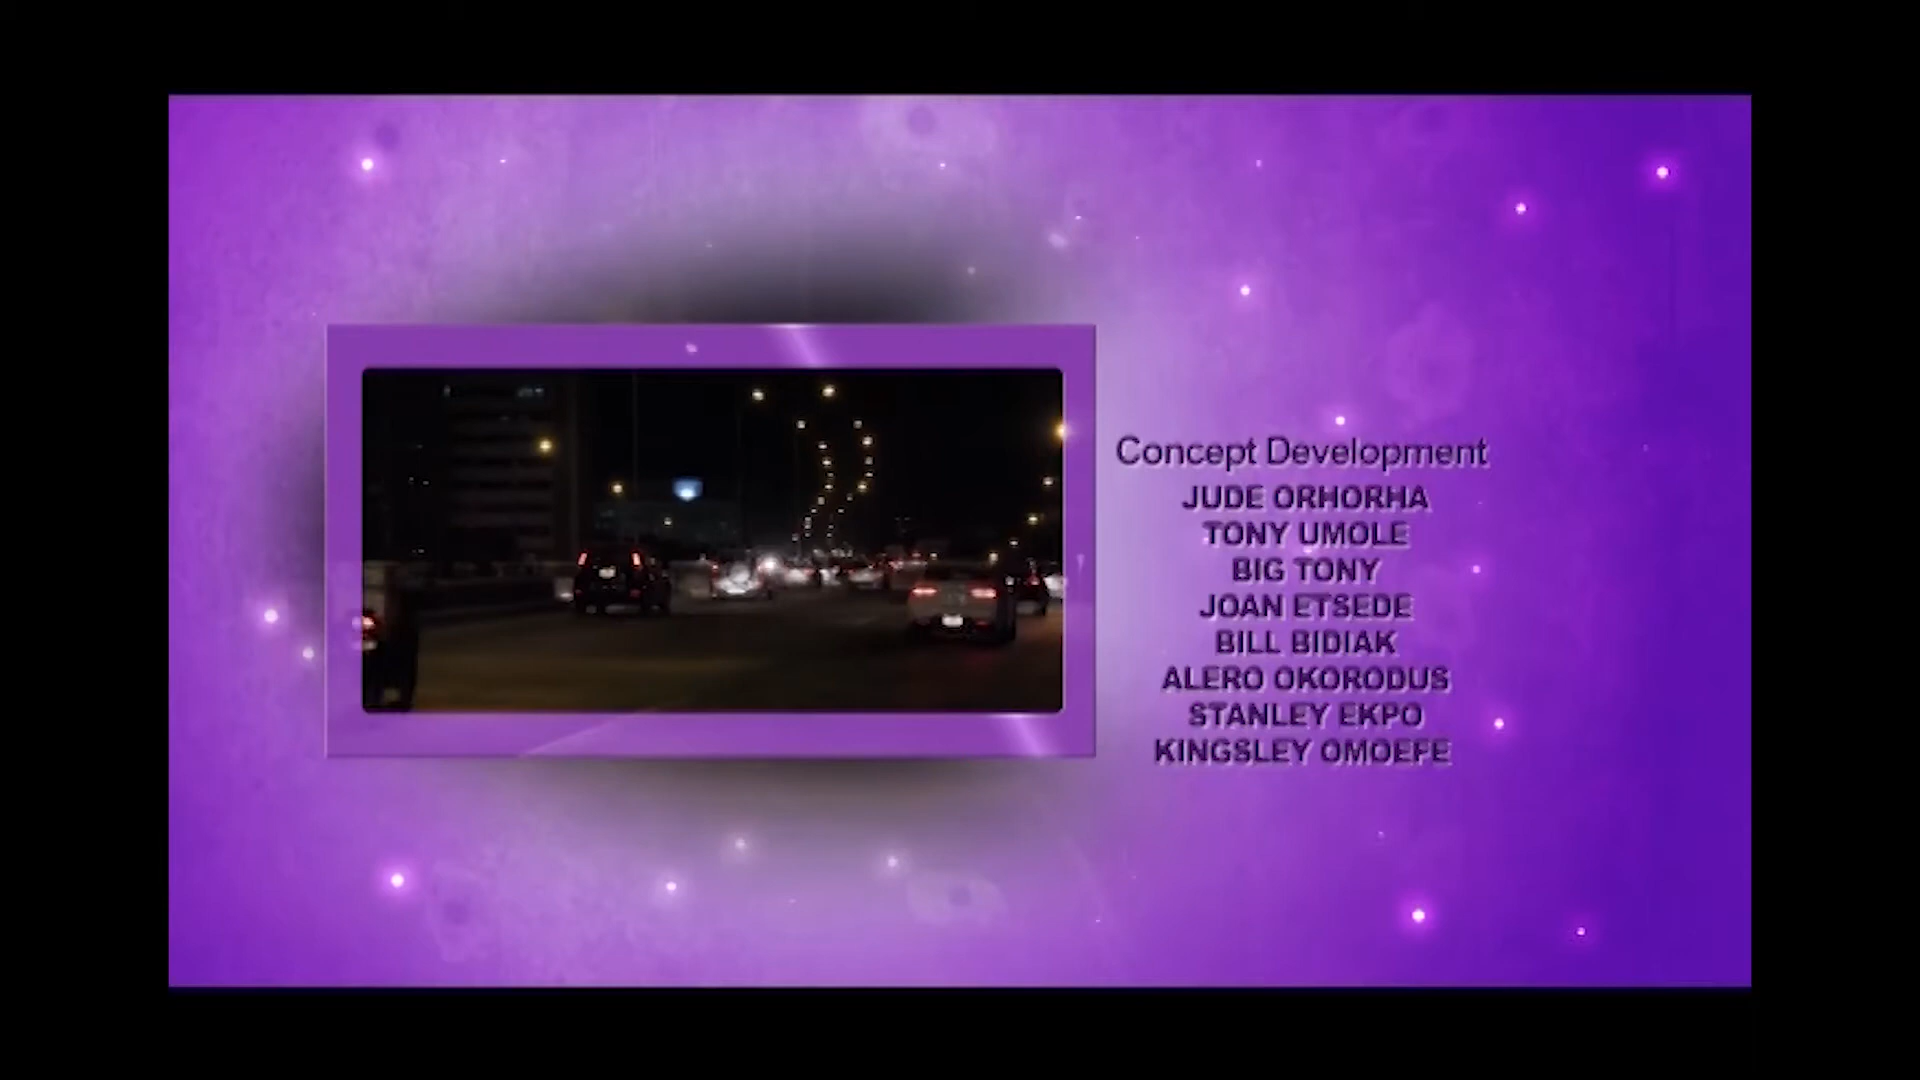 Concept Development
JUDE ORHORHA
TONY UMOLE
BIG TONY
JOAN ETSEDE
BILL BIDIAK
ALERO OKORODUS
STANLEY EKPO
KINGSLEY OMOEFE